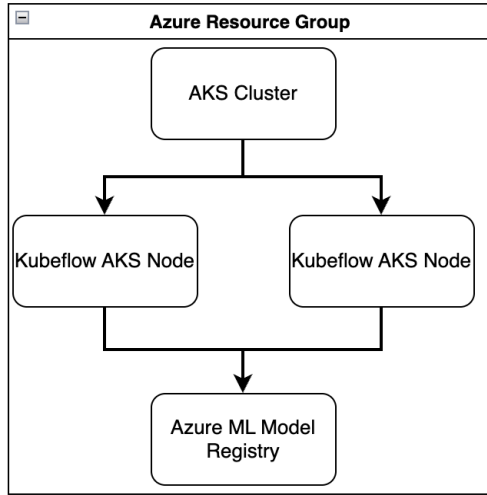 Azure Resource Group
AKS Cluster
Kubeflow AKS Node
Kubeflow AKS Node
Azure ML Model
Registry